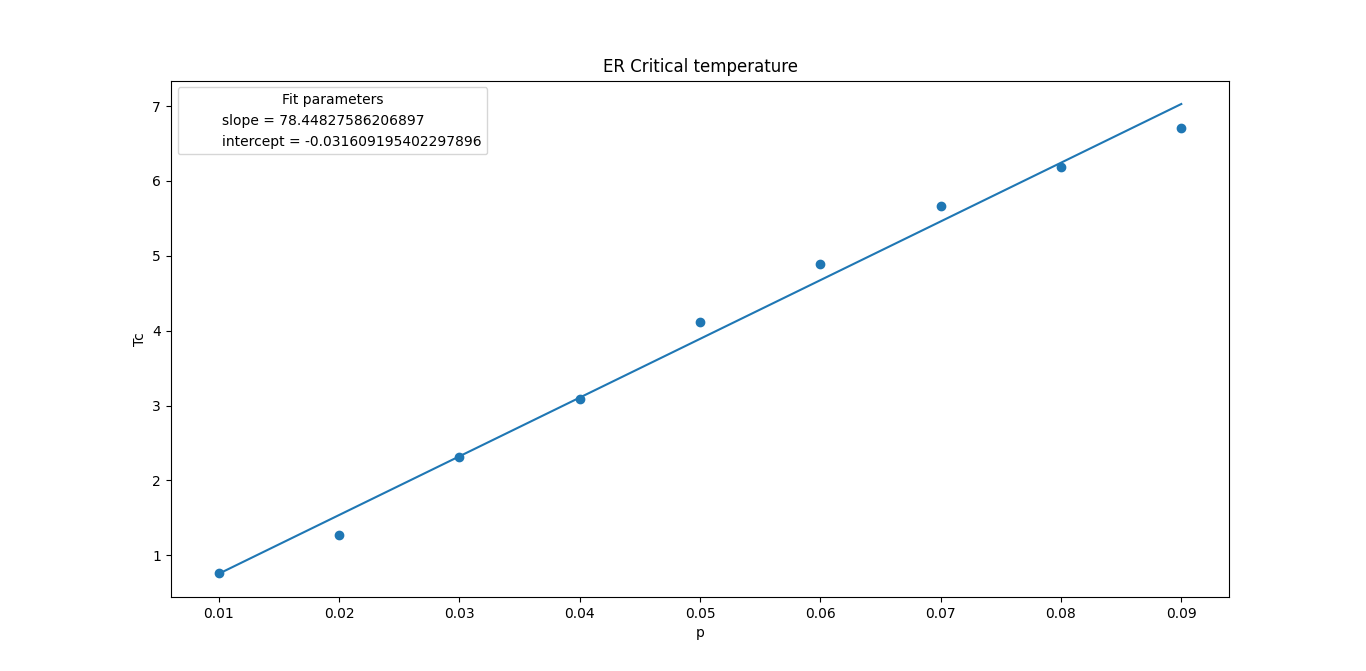 ER Critical temperature
Fit parameters
slope = 78.44827586206897
intercept = -0.031609195402297896
7
6
5
4
3
2
1
Tc
0.01 0.02 0.03 0.04 0.05 0.06 0.07 0.08 0.09
p